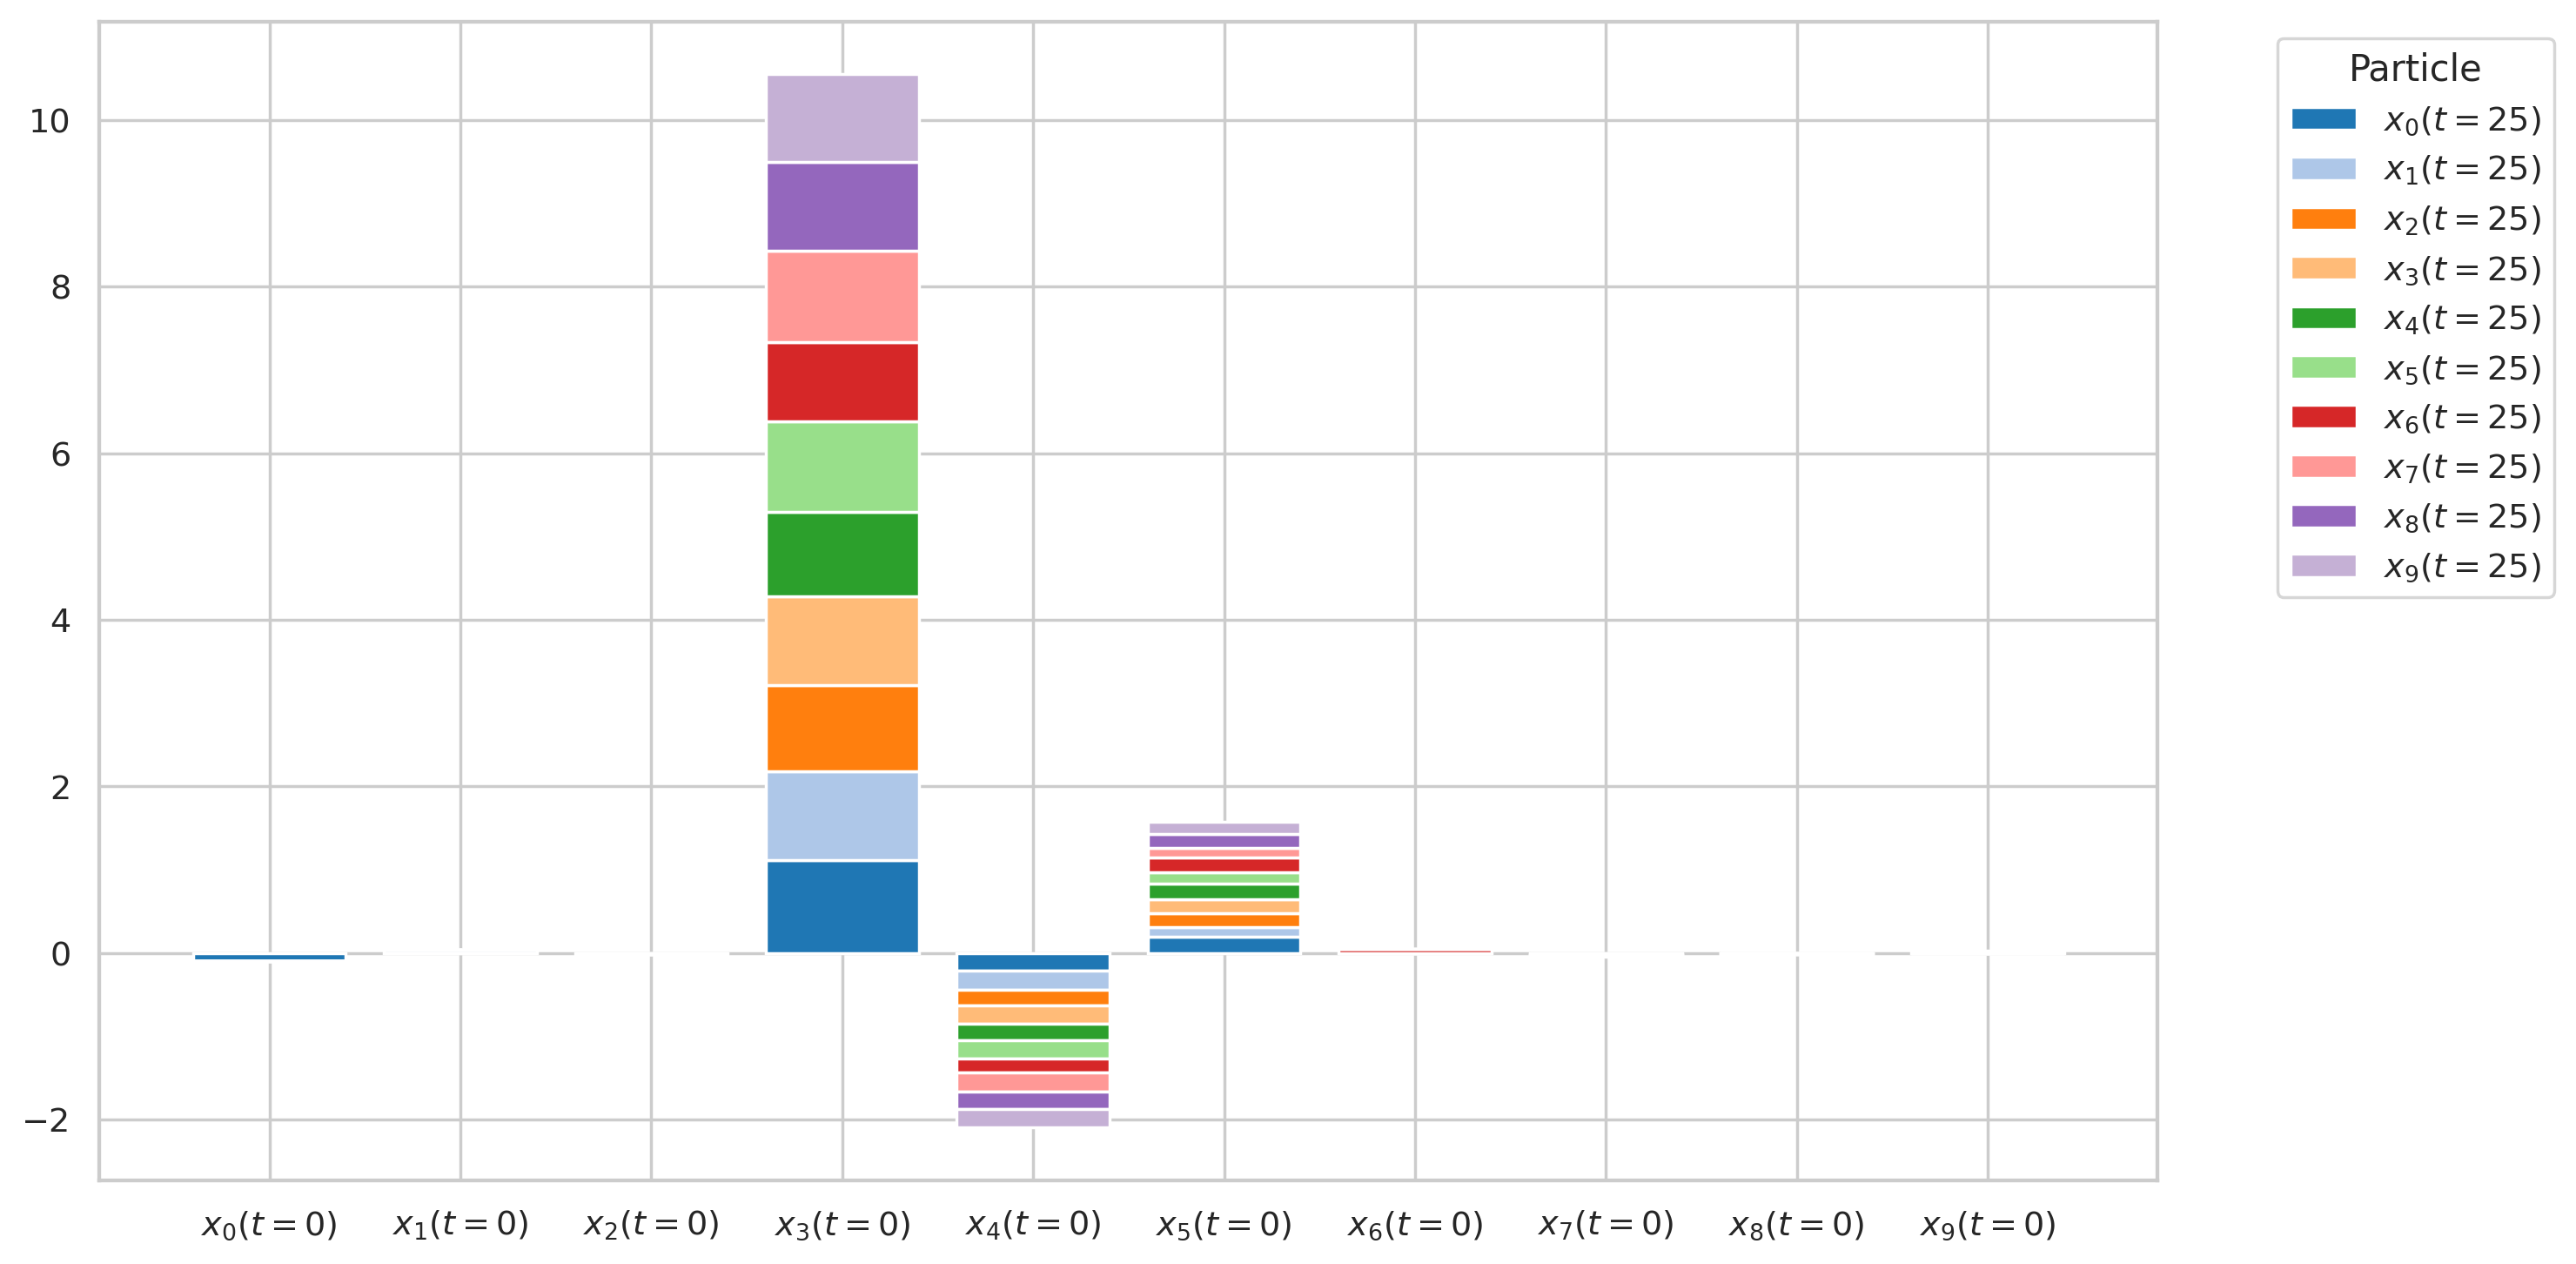 10
8
6
4
2
0
−2
x₀(t = 0) x₁(t = 0) x₂(t = 0) x₃(t = 0) x₄(t = 0) x₅(t = 0) x₆(t = 0) x₇(t = 0) x₈(t = 0) x₉(t = 0)
Particle
x₀(t = 25)
x₁(t = 25)
x₂(t = 25)
x₃(t = 25)
x₄(t = 25)
x₅(t = 25)
x₆(t = 25)
x₇(t = 25)
x₈(t = 25)
x₉(t = 25)